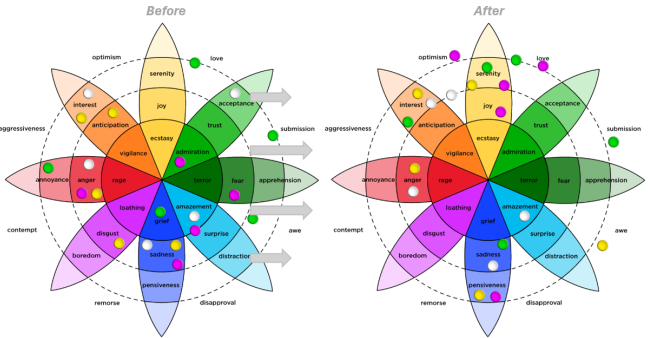 Before
After
optimism
love
serenity
interest
joy
acceptance
anticipation
trust
aggressiveness
ecstasy
submission
vigilance
admiration
annoyance
anger
rage
terror
fear
apprehension
loathing
amazement
grief
contempt
disgust
surprise
awe
boredom
sadness
distraction
pensiveness
remorse
disapproval
optimism
love
serenity
interest
joy
acceptance
anticipation
trust
aggressiveness
ecstasy
submission
vigilance
admiration
annoyance
anger
rage
terror
fear
apprehension
loathing
amazement
grief
contempt
disgust
surprise
awe
boredom
sadness
distraction
pensiveness
remorse
disapproval